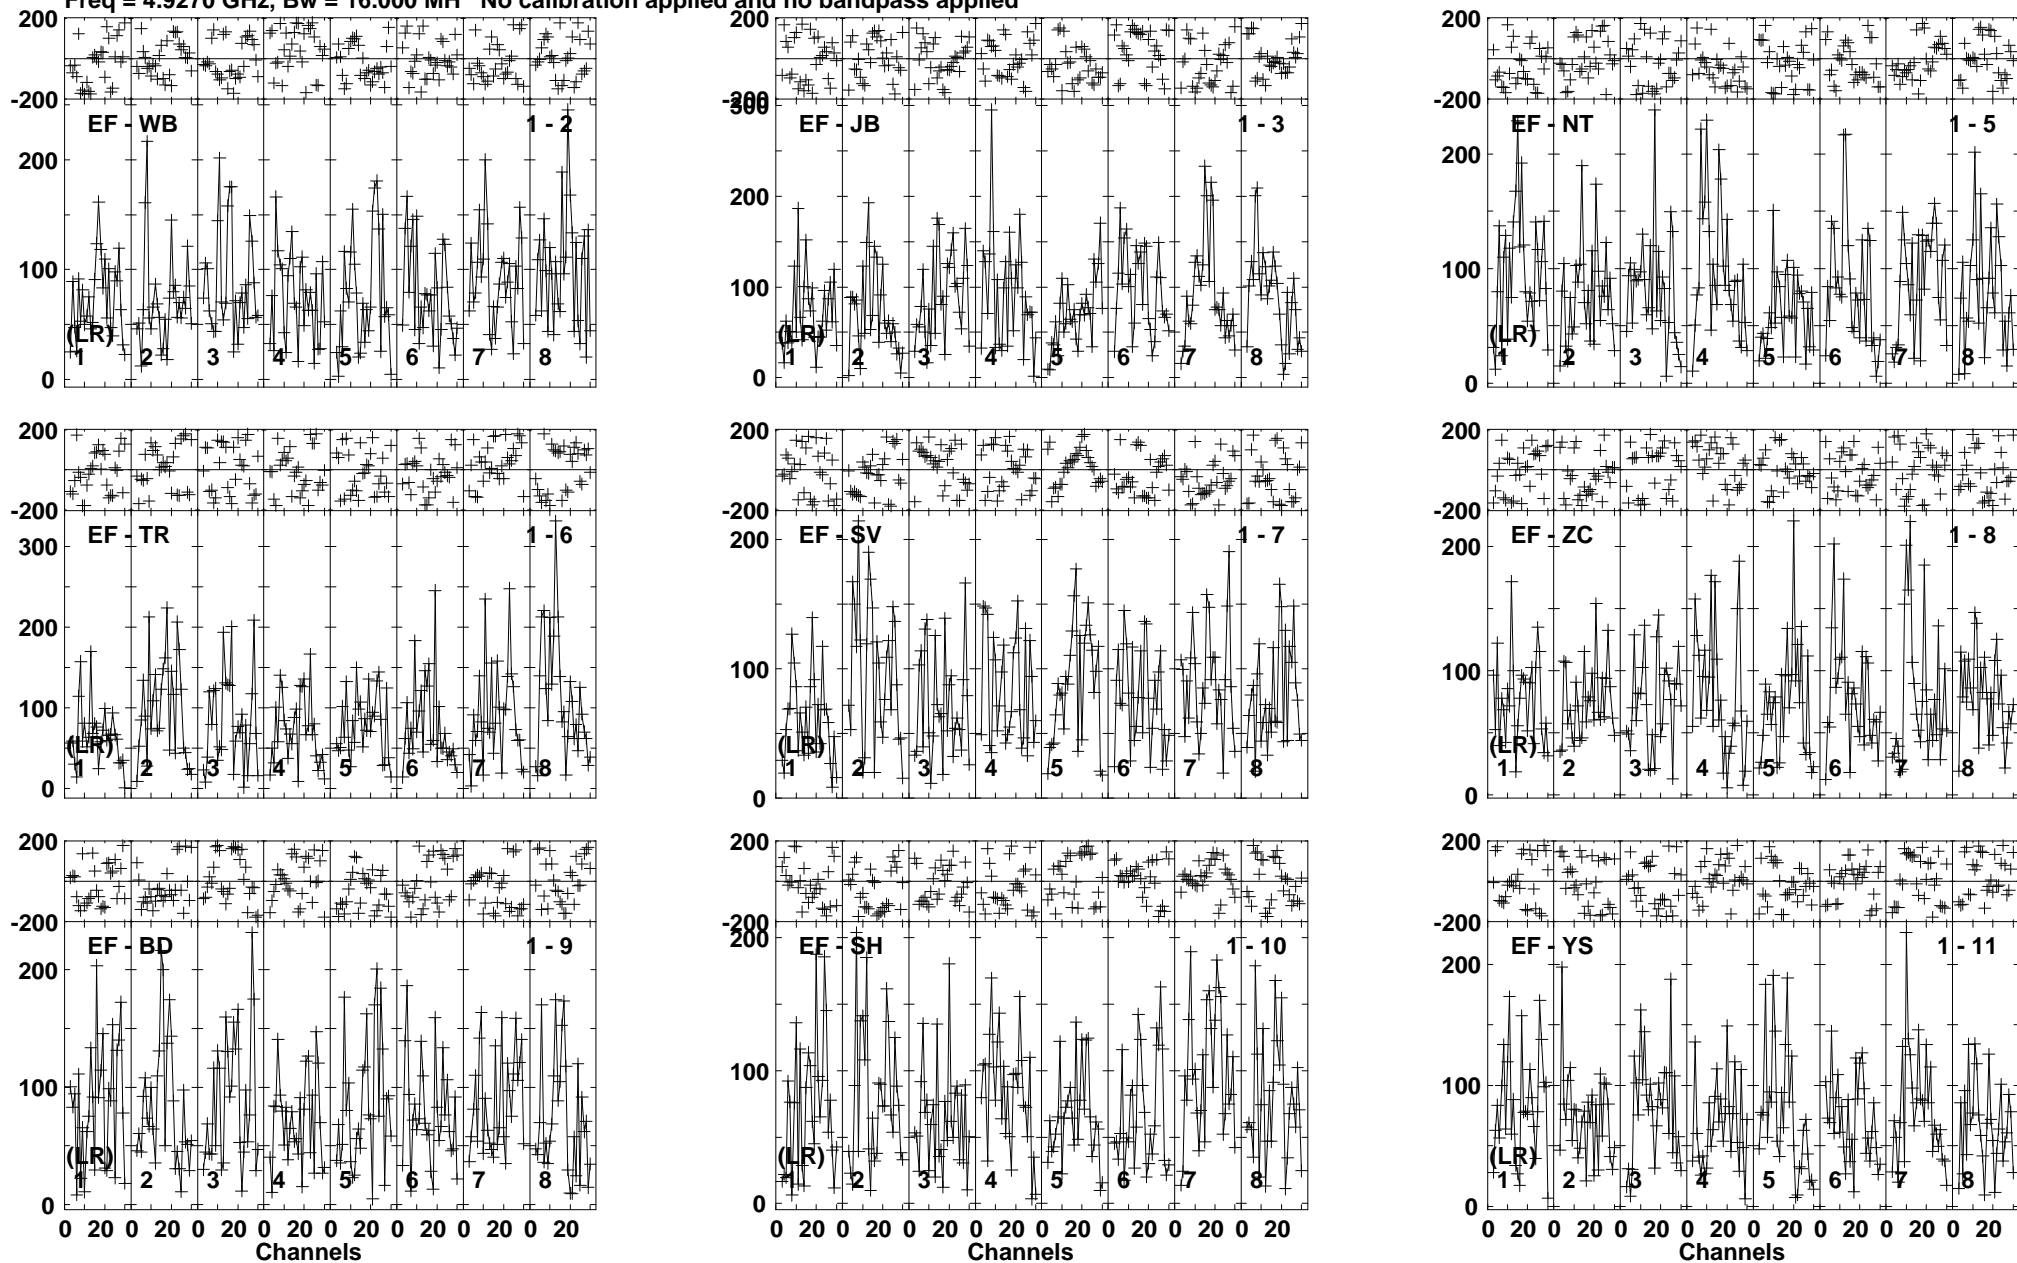 Freq = 4.9270 GHz, Bw = 16.000 MH No calibration applied and no bandpass applied
200 200 200
-200 -200 -200
EF - WB 1 - 2 300 EF - JB 1 - 3 EF - NT 1 - 5
200 200 200
100 100 100
(LR) (LR) (LR)
1 2 3 4 5 6 7 8 1 2 3 4 5 6 7 8 1 2 3 4 5 6 7 8
0 0 0
200 200 200
-200 -200 -200
EF - TR 1 - 6 EF - SV 1 - 7 EF - ZC 1 - 8
300 200 200
200 100 100
100
(LR) (LR) (LR)
1 2 3 4 5 6 7 8 1 2 3 4 5 6 7 8 1 2 3 4 5 6 7 8
0 0 0
200 200 200
-200 -200 -200
EF - BD 1 - 9 EF - SH 1 - 10 EF - YS 1 - 11
200 200 200
100 100 100
(LR) (LR) (LR)
1 2 3 4 5 6 7 8 1 2 3 4 5 6 7 8 1 2 3 4 5 6 7 8
0 0 0
0 20 0 20 0 20 0 20 0 20 0 20 0 20 0 20 0 20 0 20 0 20 0 20 0 20 0 20 0 20 0 20 0 20 0 20 0 20 0 20 0 20 0 20 0 20 0 20
Channels Channels Channels